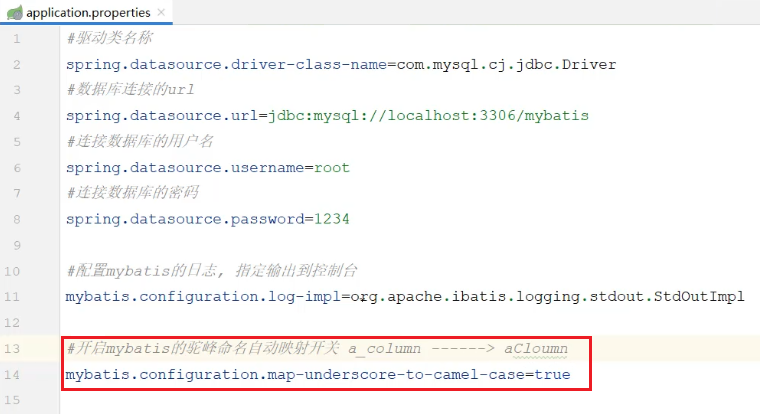 application.properties
1 #驱动类名称
2 spring.datasource.driver-class-name=com.mysql.cj.jdbc.Driver
3 #数据库连接的url
4 spring.datasource.url=jdbc:mysql://localhost:3306/mybatis
5 #连接数据库的用户名
6 spring.datasource.username=root
7 #连接数据库的密码
8 spring.datasource.password=1234
9
10 #配置mybatis的日志, 指定输出到控制台
11 mybatis.configuration.log-impl=org.apache.ibatis.logging.stdout.StdOutImpl
12
13 #开启mybatis的驼峰命名自动映射开关 a_column ------> aCloumn
14 mybatis.configuration.map-underscore-to-camel-case=true
15